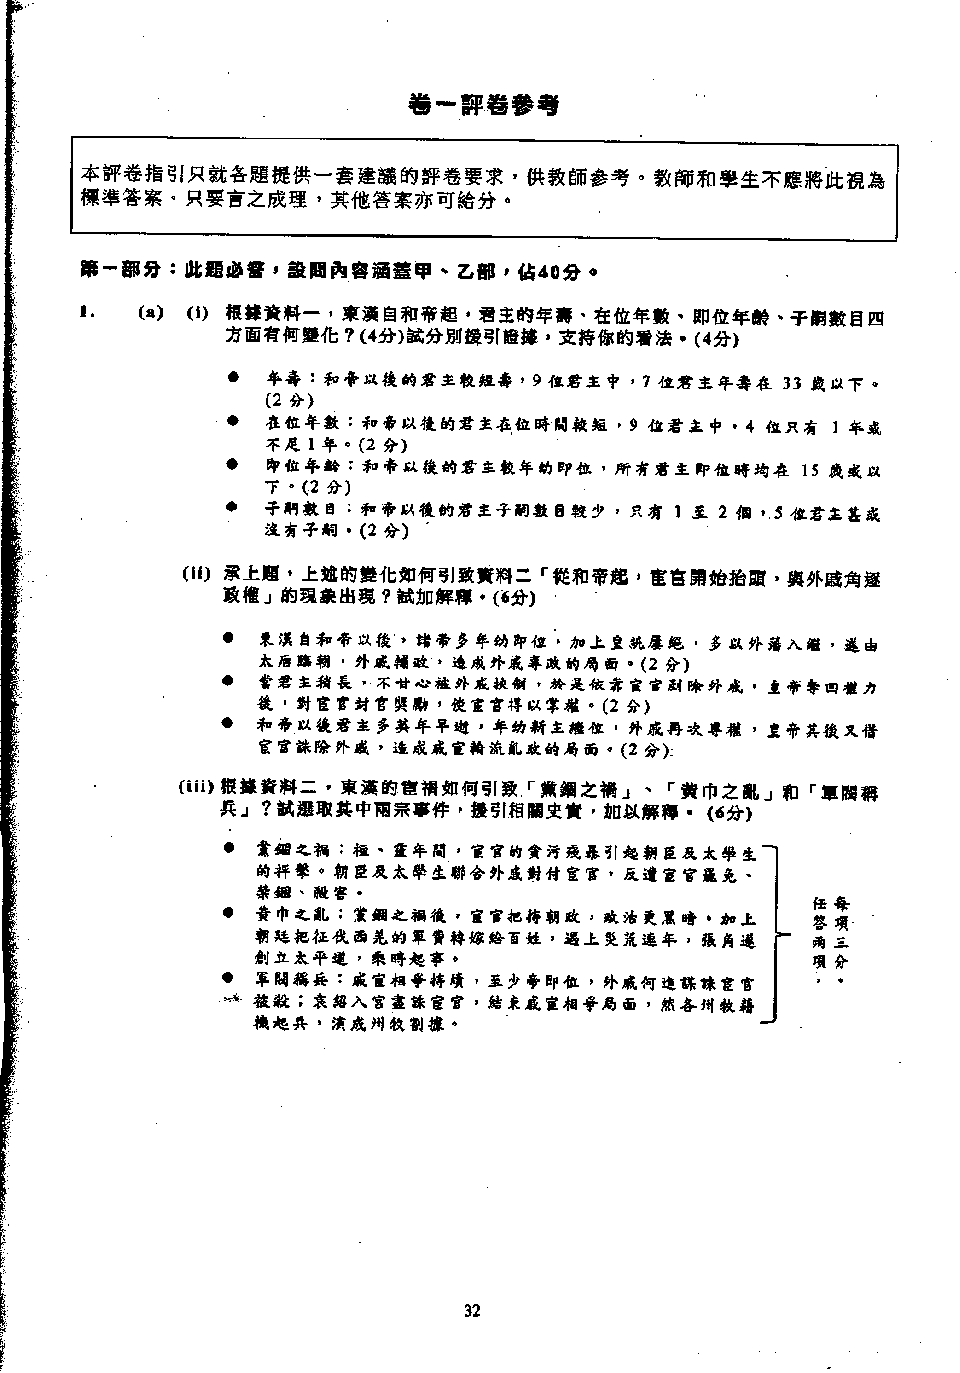 卷一評卷參考
本評卷指引只就各題提供一套建議的評卷要求，供教師參考。教師和學生不應將此視為
標準答案。只要言之成理，其他答案亦可給分。
第一部分：此題必答，設問內容涵蓋甲、乙部，佔40分。
1. (a) (i) 根據資料一，東漢自和帝起，君主的年壽、在位年數、即位年齡、子嗣數目四
方面有何變化？(4分)試分別援引證據，支持你的看法。(4分)
● 年壽：和帝以後的君主較短壽，9位君主中，7位君主年壽在 33 歲以下。
(2 分)
● 在位年數：和帝以後的君主在位時間較短，9 位君主中，4 位只有 1 年或
不足 1 年。(2 分)
● 即位年齡：和帝以後的君主較年幼即位，所有君主即位時均在 15 歲或以
下。(2 分)
● 子嗣數目：和帝以後的君主子嗣數目較少，只有 1 至 2 個，5 位君主甚或
沒有子嗣。(2 分)
(ii) 承上題，上述的變化如何引致資料二「從和帝起，宦官開始抬頭，與外戚角逐
政權」的現象出現？試加解釋。(6分)
● 東漢自和帝以後，諸帝多年幼即位，加上皇統屢絕，多以外藩入繼，遂由
太后臨朝，外戚輔政，造成外戚專政的局面。(2 分)
● 當君主稍長，不甘心被外戚挾制，於是依靠宦官剷除外戚，皇帝奪回權力
後，對宦官封官獎勵，使宦官得以掌權。(2 分)
● 和帝以後君主多英年早逝，年幼新主繼位，外戚再次專權，皇帝其後又借
宦官誅除外戚，造成戚宦輪流亂政的局面。(2 分)
(iii) 根據資料二，東漢的宦禍如何引致「黨錮之禍」、「黃巾之亂」和「軍閥稱
兵」？試選取其中兩宗事件，援引相關史實，加以解釋。 (6分)
● 黨錮之禍：桓、靈年間，宦官的貪污殘暴引起朝臣及太學生
的抨擊。朝臣及太學生聯合外戚對付宦官，反遭宦官罷免、
禁錮、殺害。
● 黃巾之亂：黨錮之禍後，宦官把持朝政，政治更黑暗。加上
朝廷把征伐西羌的軍費轉嫁給百姓，遇上災荒連年，張角遂
創立太平道，乘時起事。
● 軍閥稱兵：戚宦相爭持續，至少帝即位，外戚何進謀誅宦官
被殺；袁紹入宮盡誅宦官，結束戚宦相爭局面，然各州牧藉
機起兵，演成州牧割據。
每項三分。
任答兩項，
32